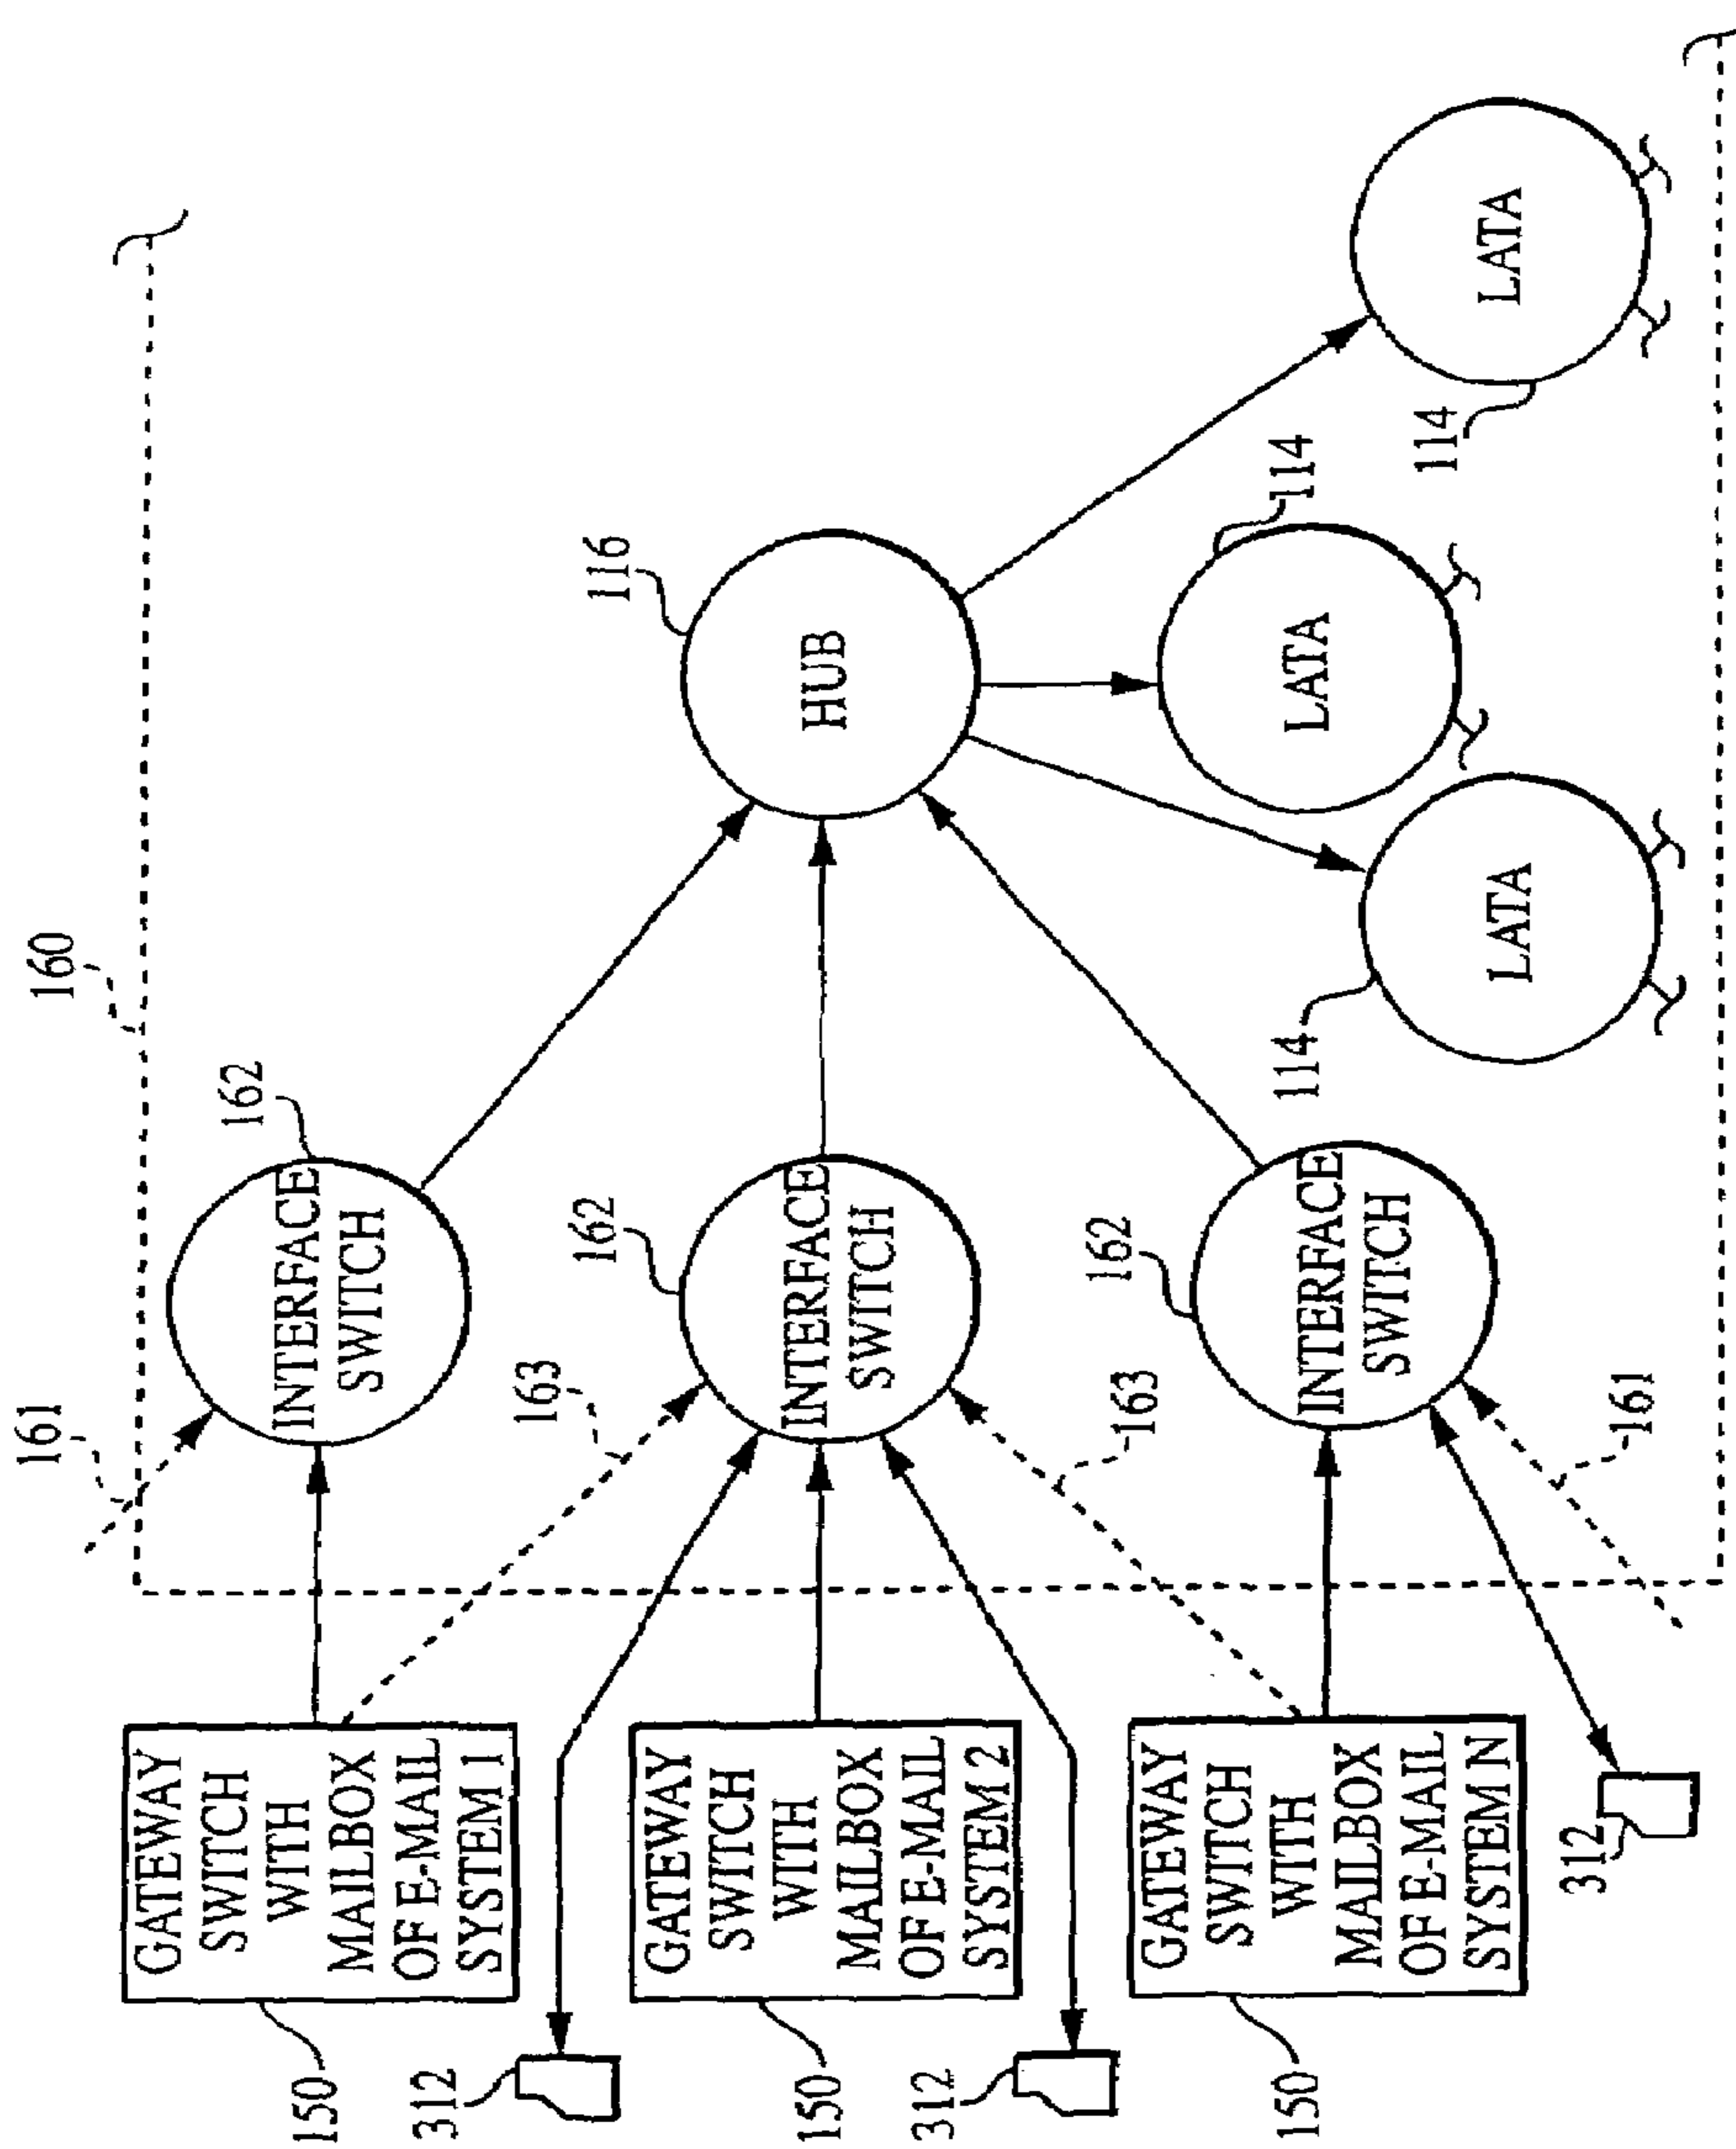 GATEWAY
SWITCH
WITH
MAILBOX
OF E-MAIL
SYSTEM 1
150
312
GATEWAY
SWITCH
WITH
MAILBOX
OF E-MAIL
SYSTEM 2
150
312
GATEWAY
SWITCH
WITH
MAILBOX
OF E-MAIL
SYSTEM N
150
312
161
163
163
161
INTERFACE
SWITCH
162
INTERFACE
SWITCH
162
INTERFACE
SWITCH
162
160
HUB
116
LATA
114
LATA
114
LATA
114